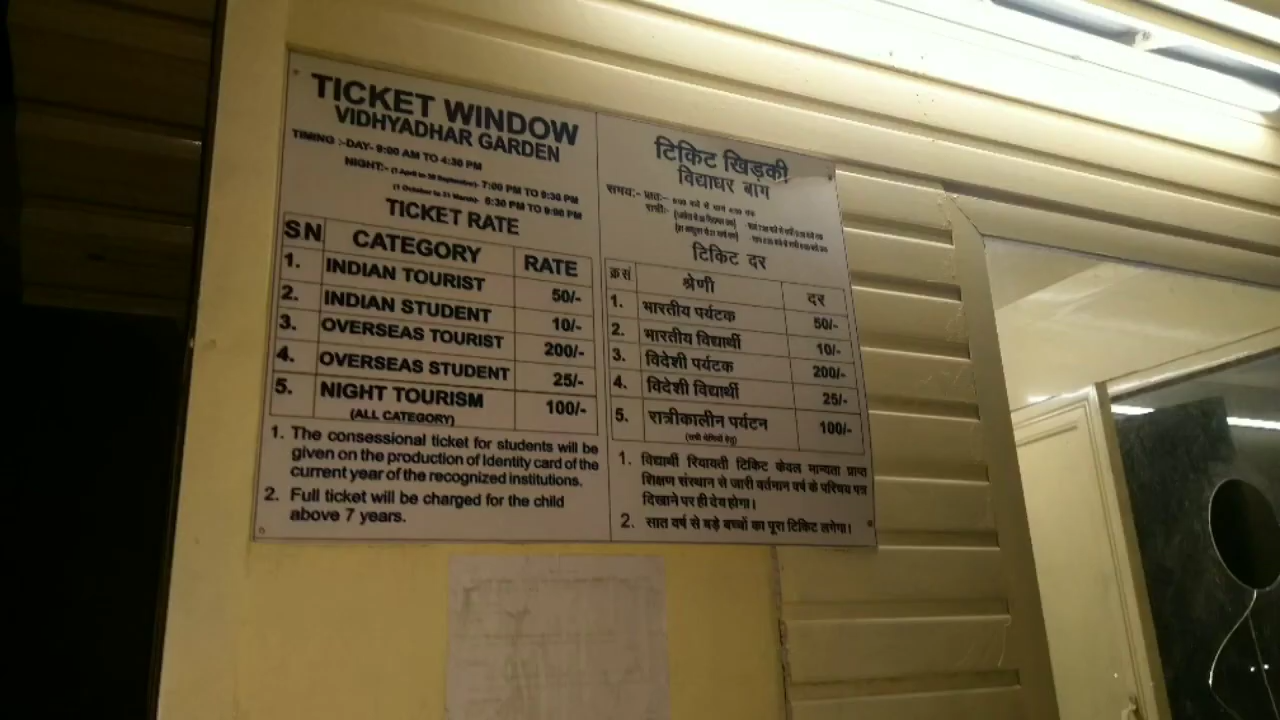 TICKET WINDOW
VIDHYADHAR GARDEN
TIMING :-DAY- 9:00 AM TO 4:30 PM
NIGHT:- (1 April to 30 September)- 7:00 PM TO 9:30 PM
(1 October to 31 March)- 6:30 PM TO 9:00 PM
TICKET RATE
SN CATEGORY RATE
1. INDIAN TOURIST 50/-
2. INDIAN STUDENT 10/-
3. OVERSEAS TOURIST 200/-
4. OVERSEAS STUDENT 25/-
5. NIGHT TOURISM 100/-
(ALL CATEGORY)
1. The consessional ticket for students will be
given on the production of Identity card of the
current year of the recognized institutions.
2. Full ticket will be charged for the child
above 7 years.
टिकिट खिड़की
विद्याधर बाग
समय:- प्रातः-
रात्री:-
टिकिट दर
क्रसं श्रेणी दर
1. भारतीय पर्यटक 50/-
2. भारतीय विद्यार्थी 10/-
3. विदेशी पर्यटक 200/-
4. विदेशी विद्यार्थी 25/-
5. रात्रीकालीन पर्यटन 100/-
(सभी श्रेणियों हेतु)
1. विद्यार्थी रियायती टिकिट केवल मान्यता प्राप्त
शिक्षण संस्थान से जारी वर्तमान वर्ष के परिचय पत्र
दिखाने पर ही देय होगा।
2. सात वर्ष से बड़े बच्चों का पूरा टिकिट लगेगा।